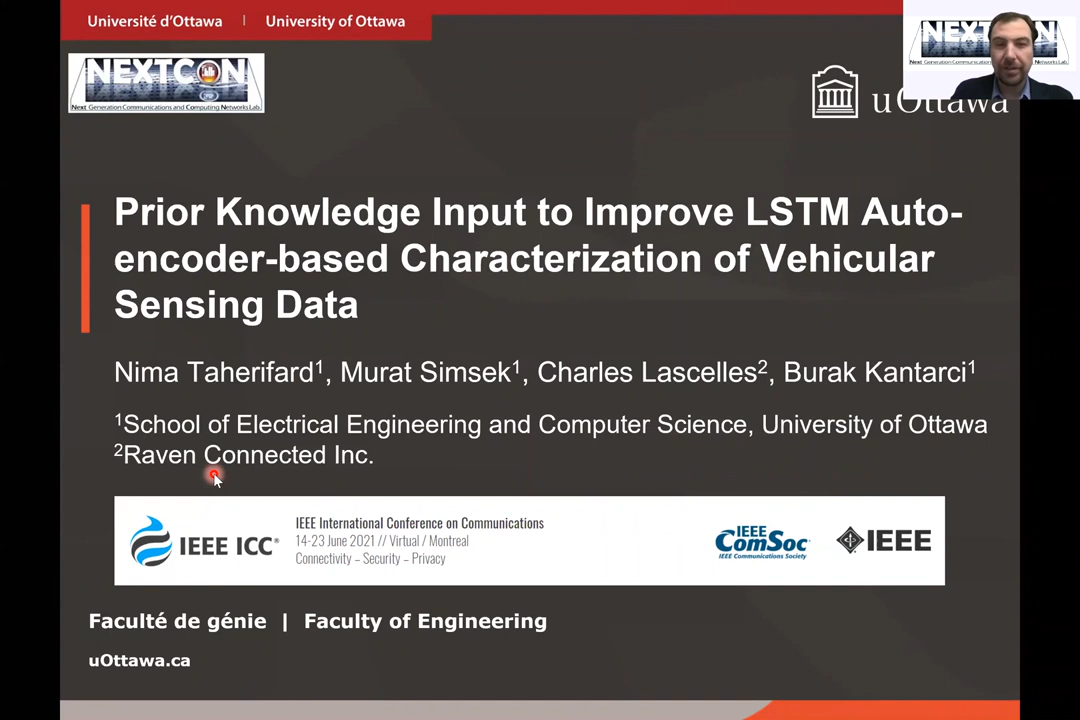 Université d'Ottawa | University of Ottawa
NEXTCON
Next Generation Communications and Computing Networks Lab.
uOttawa
Prior Knowledge Input to Improve LSTM Auto-
encoder-based Characterization of Vehicular
Sensing Data
Nima Taherifard1, Murat Simsek1, Charles Lascelles2, Burak Kantarci1
1School of Electrical Engineering and Computer Science, University of Ottawa
2Raven Connected Inc.
IEEE ICC®
IEEE International Conference on Communications
14-23 June 2021 // Virtual / Montreal
Connectivity – Security – Privacy
IEEE
ComSoc
IEEE Communications Society
IEEE
Faculté de génie | Faculty of Engineering
uOttawa.ca